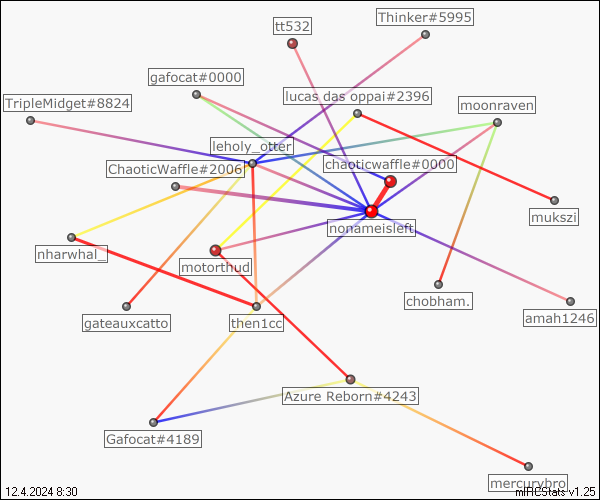 Thinker#5995
tt532
gafocat#0000
lucas das oppai#2396
TripleMidget#8824
moonraven
leholy_otter
chaoticwaffle#0000
ChaoticWaffle#2006
mukszi
nonameisleft
nharwhal_
motorthud
chobham.
amah1246
gateauxcatto
then1cc
Azure Reborn#4243
Gafocat#4189
mercurybro
12.4.2024 8:30
mIRCStats v1.25